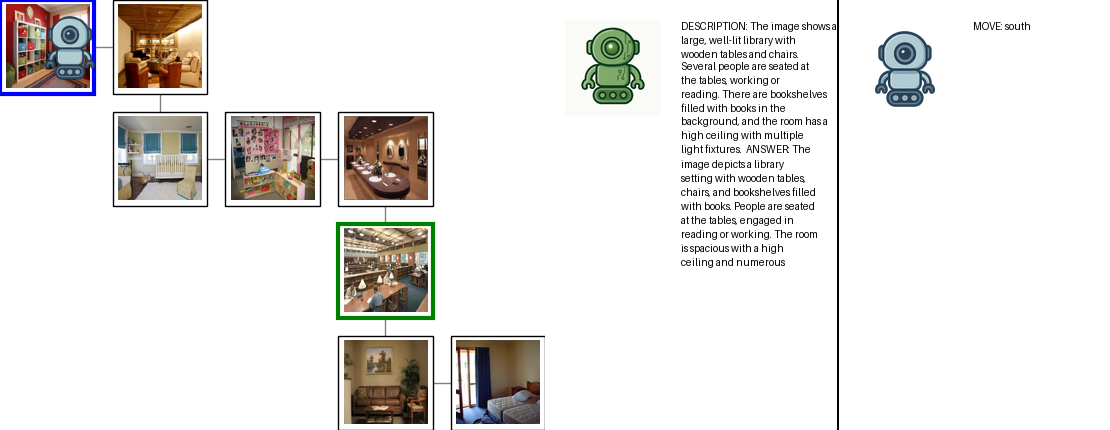 DESCRIPTION: The image shows a
large, well-lit library with
wooden tables and chairs.
Several people are seated at
the tables, working or
reading. There are bookshelves
filled with books in the
background, and the room has a
high ceiling with multiple
light fixtures.  ANSWER: The
image depicts a library
setting with wooden tables,
chairs, and bookshelves filled
with books. People are seated
at the tables, engaged in
reading or working. The room
is spacious with a high
ceiling and numerous
MOVE: south